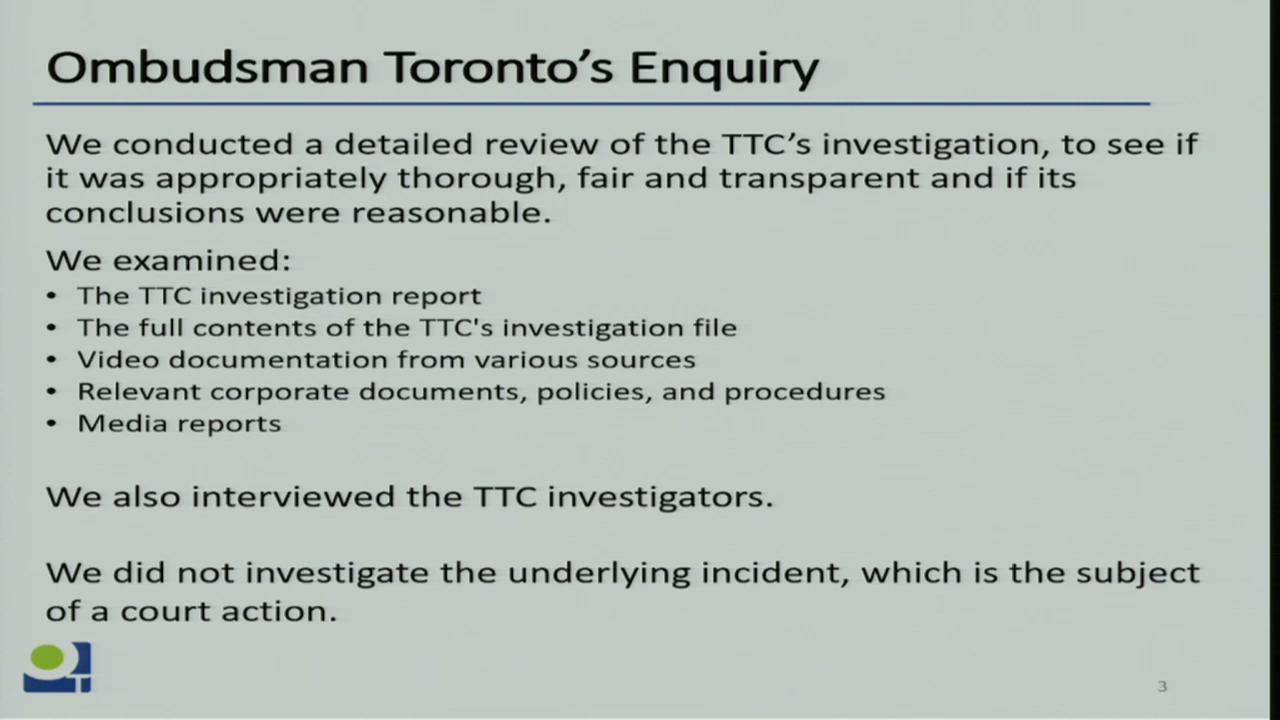 Ombudsman Toronto’s Enquiry
We conducted a detailed review of the TTC’s investigation, to see if
it was appropriately thorough, fair and transparent and if its
conclusions were reasonable.
We examined:
• The TTC investigation report
• The full contents of the TTC's investigation file
• Video documentation from various sources
• Relevant corporate documents, policies, and procedures
• Media reports
We also interviewed the TTC investigators.
We did not investigate the underlying incident, which is the subject
of a court action.
3